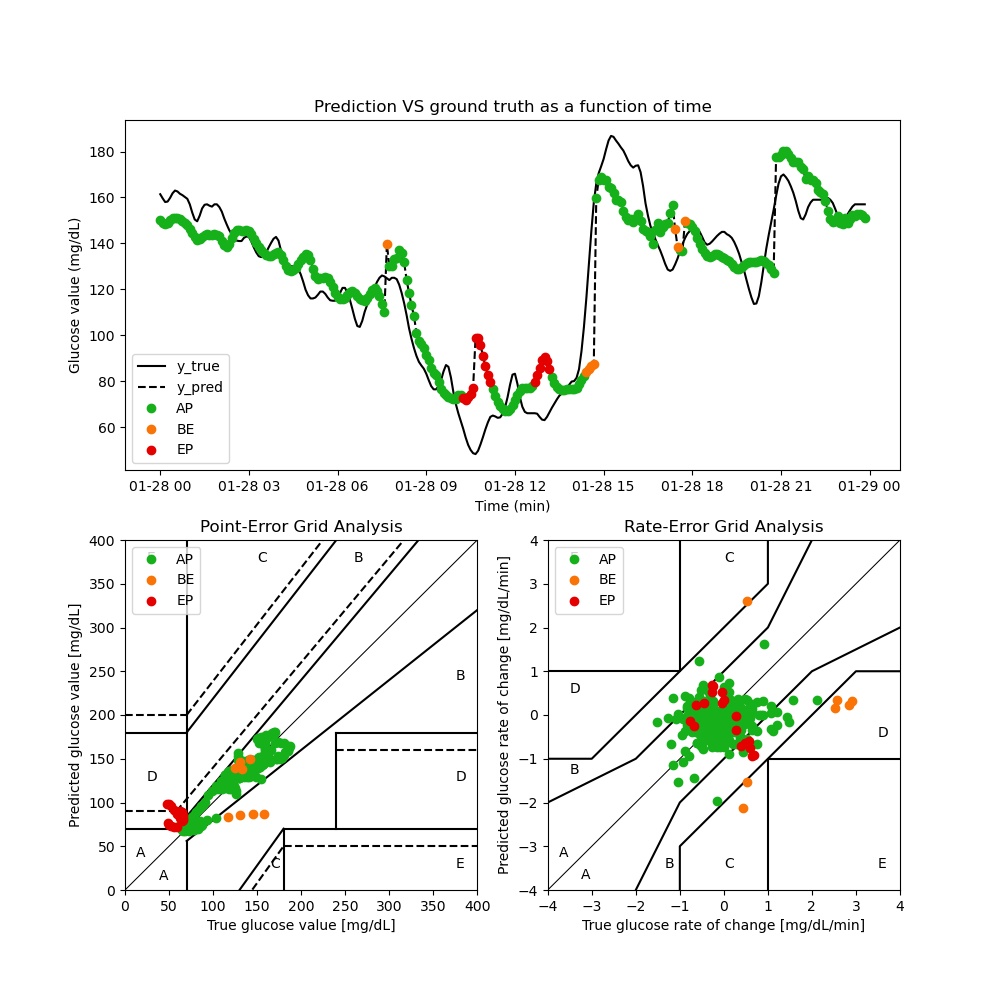 Prediction VS ground truth as a function of time
Glucose value (mg/dL)
180
160
140
120
100
80
60
y_true
y_pred
AP
BE
EP
01-28 00 01-28 03 01-28 06 01-28 09 01-28 12 01-28 15 01-28 18 01-28 21 01-29 00
Time (min)
Point-Error Grid Analysis
Predicted glucose value [mg/dL]
400
350
300
250
200
150
100
50
0
AP
BE
EP
C
B
B
D
D
A
A
C
E
0 50 100 150 200 250 300 350 400
True glucose value [mg/dL]
Rate-Error Grid Analysis
Predicted glucose rate of change [mg/dL/min]
4
3
2
1
0
−1
−2
−3
−4
AP
BE
EP
C
D
D
B
A
A
B
C
E
−4 −3 −2 −1 0 1 2 3 4
True glucose rate of change [mg/dL/min]